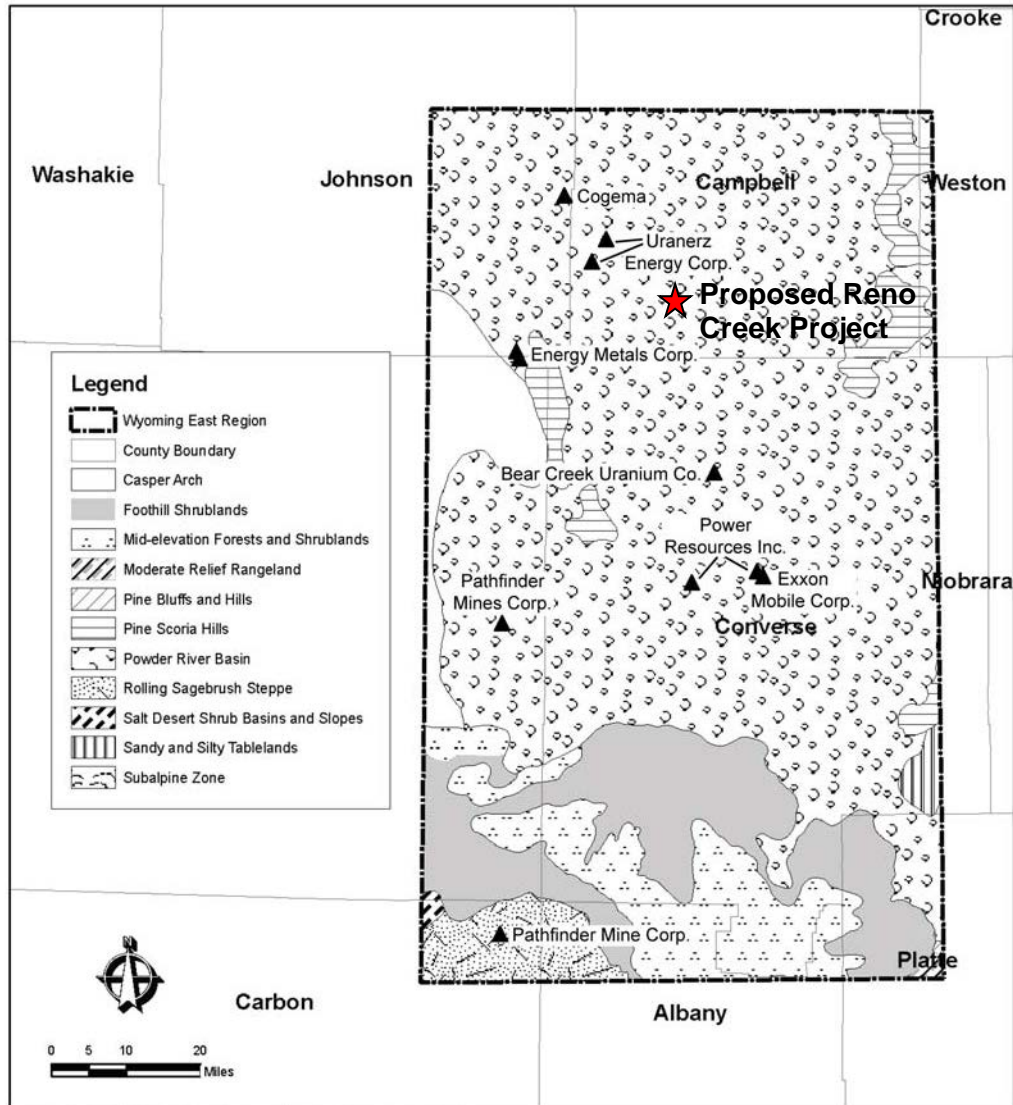 Crooke
Washakie
Johnson
Campbell
Weston
Cogema
Uranerz
Energy Corp.
Proposed Reno
Creek Project
Energy Metals Corp.
Legend
Wyoming East Region
County Boundary
Casper Arch
Foothill Shrublands
Mid-elevation Forests and Shrublands
Moderate Relief Rangeland
Pine Bluffs and Hills
Pine Scoria Hills
Powder River Basin
Rolling Sagebrush Steppe
Salt Desert Shrub Basins and Slopes
Sandy and Silty Tablelands
Subalpine Zone
Bear Creek Uranium Co.
Power
Resources Inc.
Pathfinder
Mines Corp.
Exxon
Mobile Corp.
Niobrara
Converse
Pathfinder Mine Corp.
Platte
N
Carbon
Albany
0 5 10 20
Miles